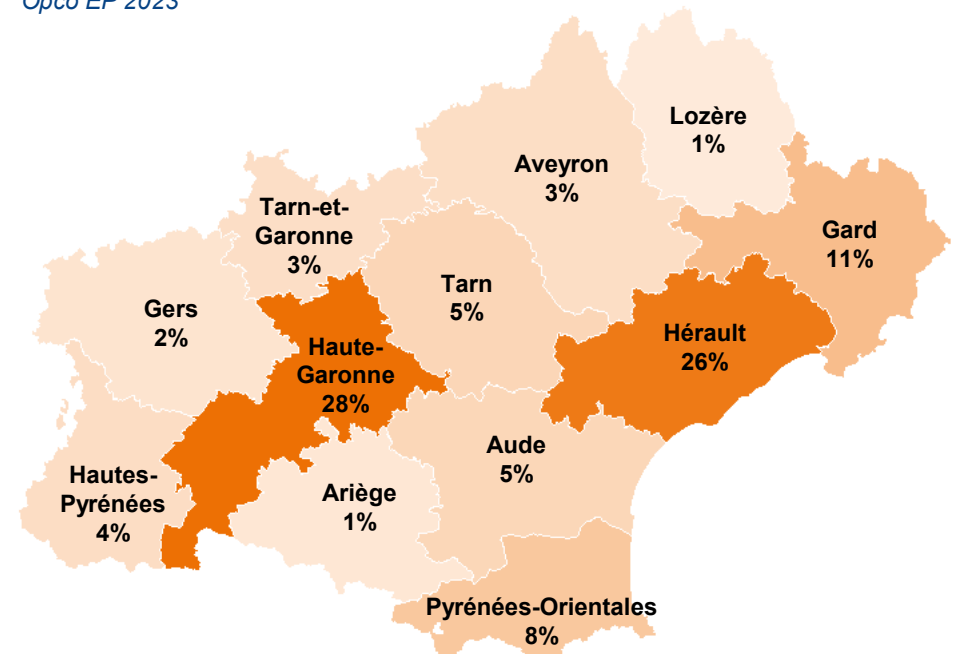 Opco EP 2023
Lozère
1%
Aveyron
3%
Tarn-et-
Garonne
3%
Gard
11%
Tarn
5%
Gers
2%
Hérault
26%
Haute-
Garonne
28%
Aude
5%
Hautes-
Pyrénées
4%
Ariège
1%
Pyrénées-Orientales
8%